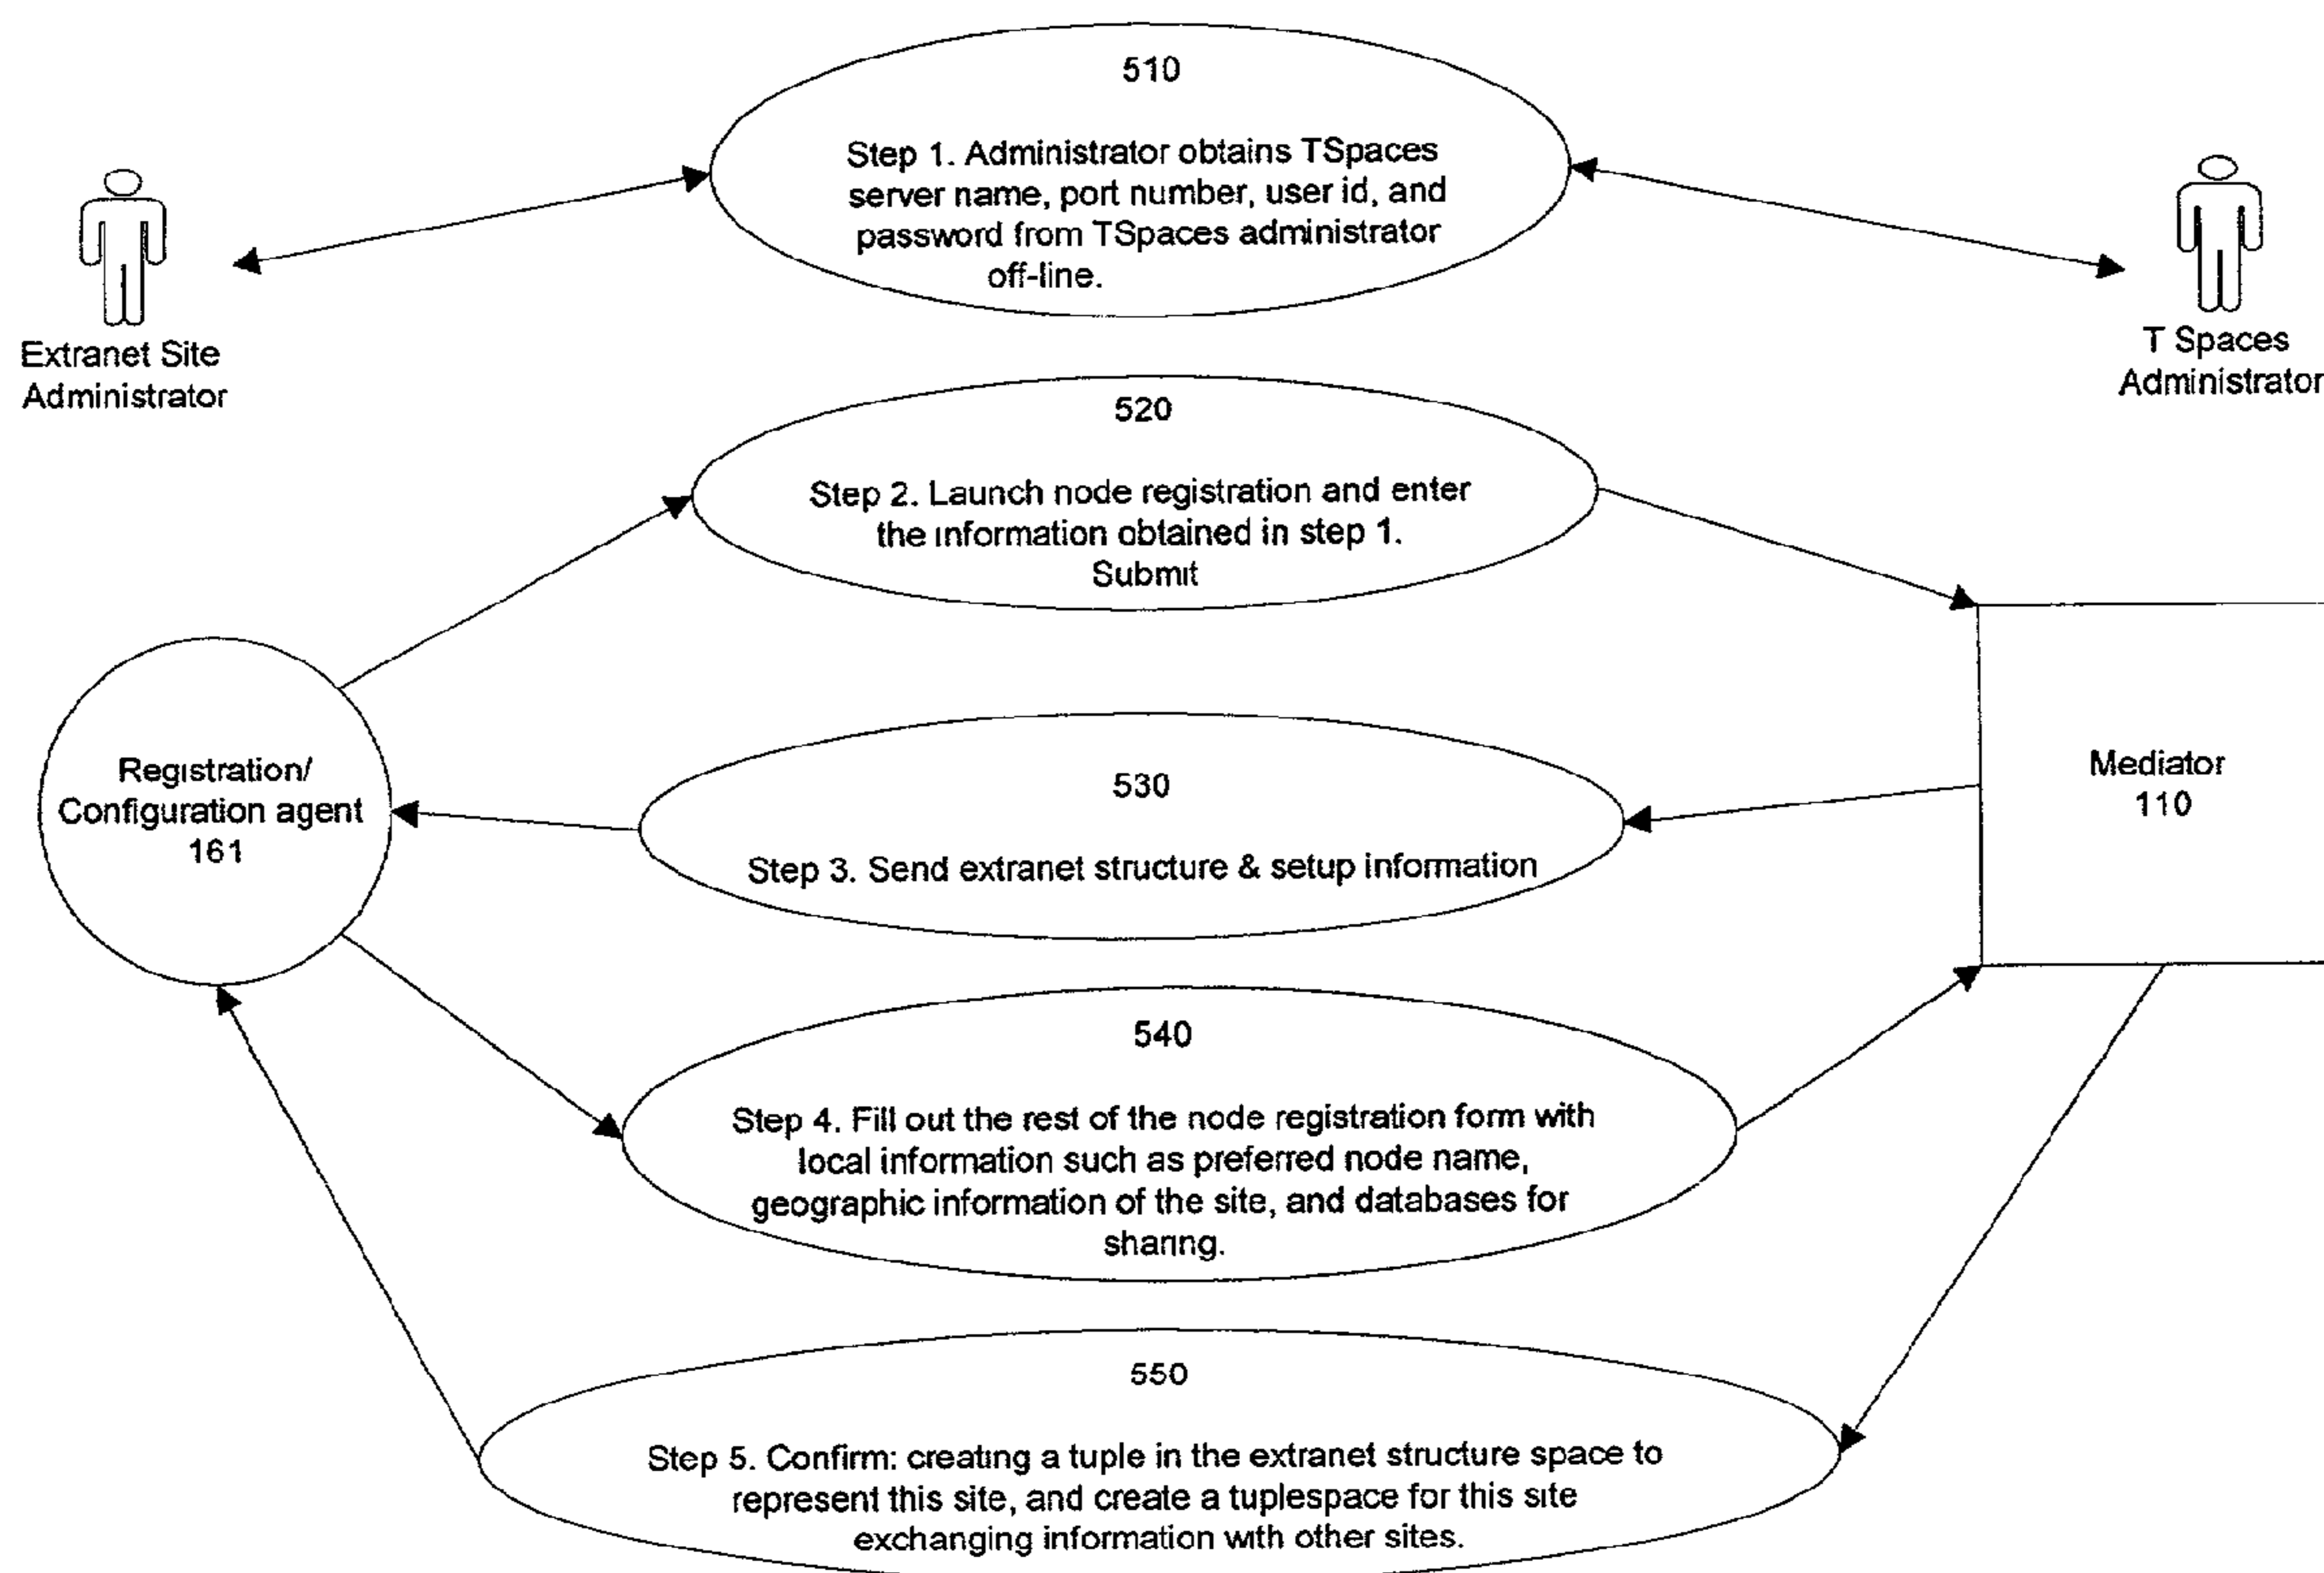 510
Step 1. Administrator obtains TSpaces
server name, port number, user id, and
password from TSpaces administrator
off-line.
Extranet Site
Administrator
T Spaces
Administrator
520
Step 2. Launch node registration and enter
the information obtained in step 1.
Submit
Registration/
Configuration agent
161
530
Step 3. Send extranet structure & setup information
Mediator
110
540
Step 4. Fill out the rest of the node registration form with
local information such as preferred node name,
geographic information of the site, and databases for
sharing.
550
Step 5. Confirm: creating a tuple in the extranet structure space to
represent this site, and create a tuplespace for this site
exchanging information with other sites.